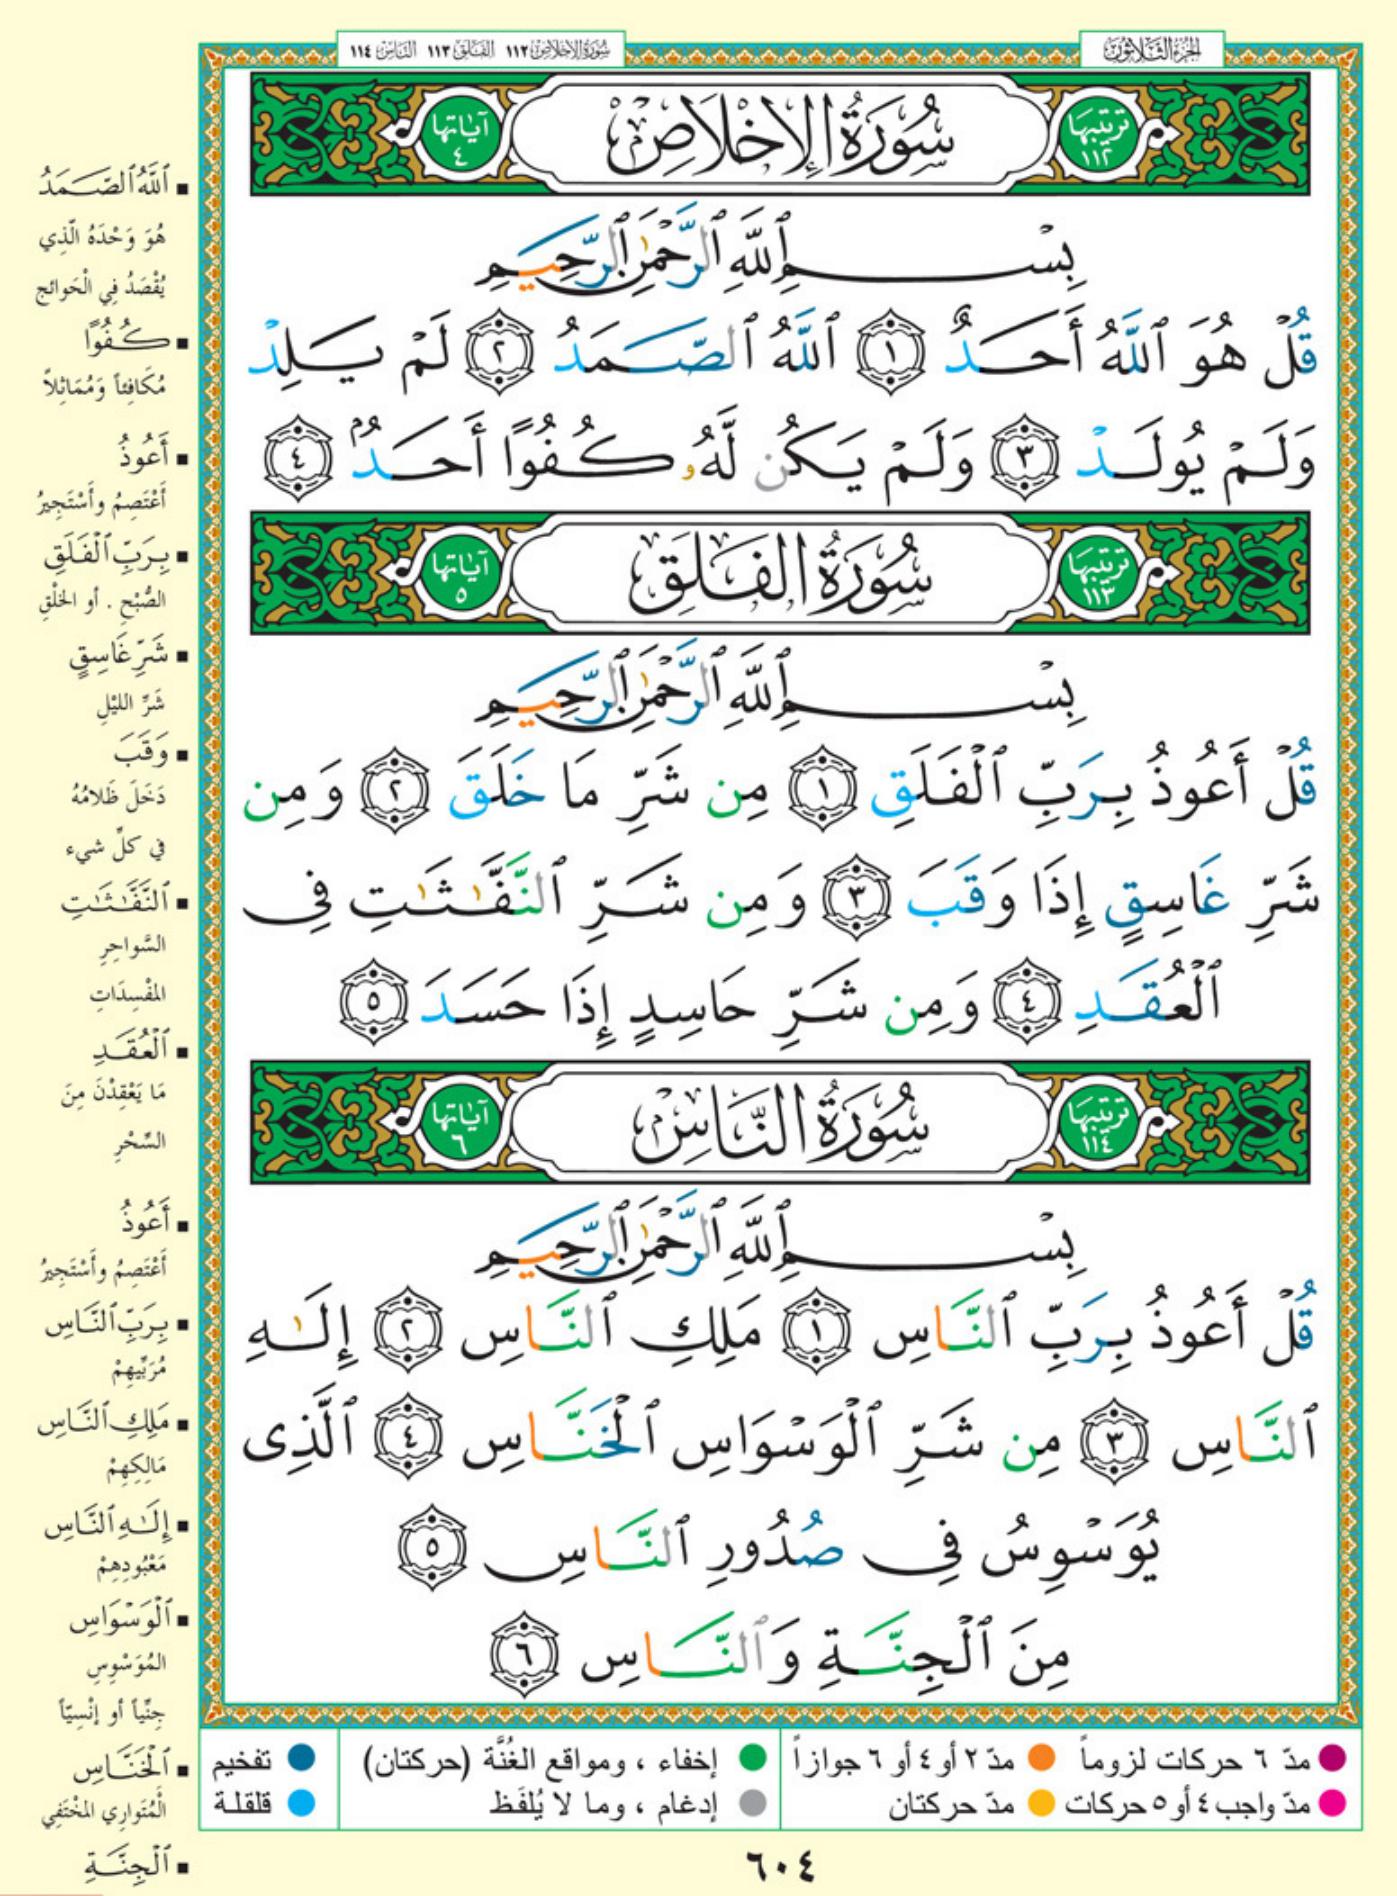 الجزء الثلاثون
سورة الإخلاص ١١٢ الفلق ١١٣ الناس ١١٤
ترتيبها ١١٢
سُورَةُ الإِخْلَاصِ
آياتها ٤
بِسْمِ ٱللَّهِ ٱلرَّحْمَٰنِ ٱلرَّحِيمِ
قُلْ هُوَ ٱللَّهُ أَحَدٌ ١ ٱللَّهُ ٱلصَّمَدُ ٢ لَمْ يَلِدْ
وَلَمْ يُولَدْ ٣ وَلَمْ يَكُن لَّهُۥ كُفُوًا أَحَدٌۢ ٤
ترتيبها ١١٣
سُورَةُ الفَلَقِ
آياتها ٥
بِسْمِ ٱللَّهِ ٱلرَّحْمَٰنِ ٱلرَّحِيمِ
قُلْ أَعُوذُ بِرَبِّ ٱلْفَلَقِ ١ مِن شَرِّ مَا خَلَقَ ٢ وَمِن
شَرِّ غَاسِقٍ إِذَا وَقَبَ ٣ وَمِن شَرِّ ٱلنَّفَّٰثَٰتِ فِى
ٱلْعُقَدِ ٤ وَمِن شَرِّ حَاسِدٍ إِذَا حَسَدَ ٥
ترتيبها ١١٤
سُورَةُ النَّاسِ
آياتها ٦
بِسْمِ ٱللَّهِ ٱلرَّحْمَٰنِ ٱلرَّحِيمِ
قُلْ أَعُوذُ بِرَبِّ ٱلنَّاسِ ١ مَلِكِ ٱلنَّاسِ ٢ إِلَٰهِ
ٱلنَّاسِ ٣ مِن شَرِّ ٱلْوَسْوَاسِ ٱلْخَنَّاسِ ٤ ٱلَّذِى
يُوَسْوِسُ فِى صُدُورِ ٱلنَّاسِ ٥
مِنَ ٱلْجِنَّةِ وَٱلنَّاسِ ٦
▪ ٱللَّهُ ٱلصَّمَدُ
هُوَ وَحْدَهُ الَّذِي
يُقْصَدُ فِي الْحَوائج
▪ كُفُوًا
مُكَافِئاً وَمُمَاثِلاً
▪ أَعُوذُ
أَعْتَصِمُ وأَسْتَجِيرُ
▪ بِرَبِّ ٱلْفَلَقِ
الصُّبْحِ . أو الخلْقِ
▪ شَرِّ غَاسِقٍ
شَرِّ الليْلِ
▪ وَقَبَ
دَخَلَ ظَلامُهُ
في كلِّ شيء
▪ ٱلنَّفَّٰثَٰتِ
السَّواحِرِ
المفْسِدَاتِ
▪ ٱلْعُقَدِ
مَا يَعْقِدْنَ مِنَ
السِّحْرِ
▪ أَعُوذُ
أَعْتَصِمُ وأَسْتَجِيرُ
▪ بِرَبِّ ٱلنَّاسِ
مُرَبِّيهِمْ
▪ مَلِكِ ٱلنَّاسِ
مَالِكِهِمْ
▪ إِلَٰهِ ٱلنَّاسِ
مَعْبُودِهِمْ
▪ ٱلْوَسْوَاسِ
المُوَسْوِسِ
جِنِّياً أو إنْسِيّاً
▪ ٱلْخَنَّاسِ
الْمُتَوارِي المخْتَفِي
▪ ٱلْجِنَّةِ
مدّ ٦ حركات لزوماً مدّ ٢ أو ٤ أو ٦ جوازاً
مدّ واجب ٤ أو ٥ حركات مدّ حركتان
إخفاء ، ومواقع الغُنَّة (حركتان)
إدغام ، وما لا يُلفَظ
تفخيم
قلقلة
٦٠٤